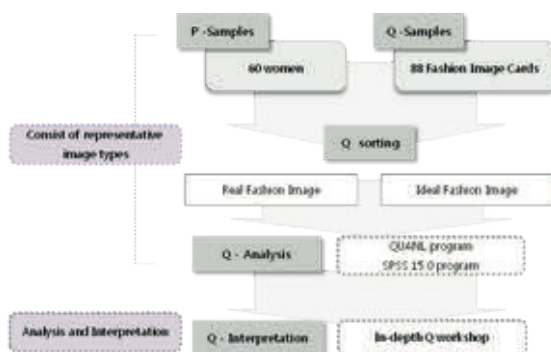 P -Samples
Q -Samples
60 women
88 Fashion Image Cards
Consist of representative
image types
Q sorting
Real Fashion Image
Ideal Fashion Image
Q - Analysis
QUANL program
SPSS 15.0 program
Analysis and Interpretation
Q - Interpretation
In-depth Q workshop